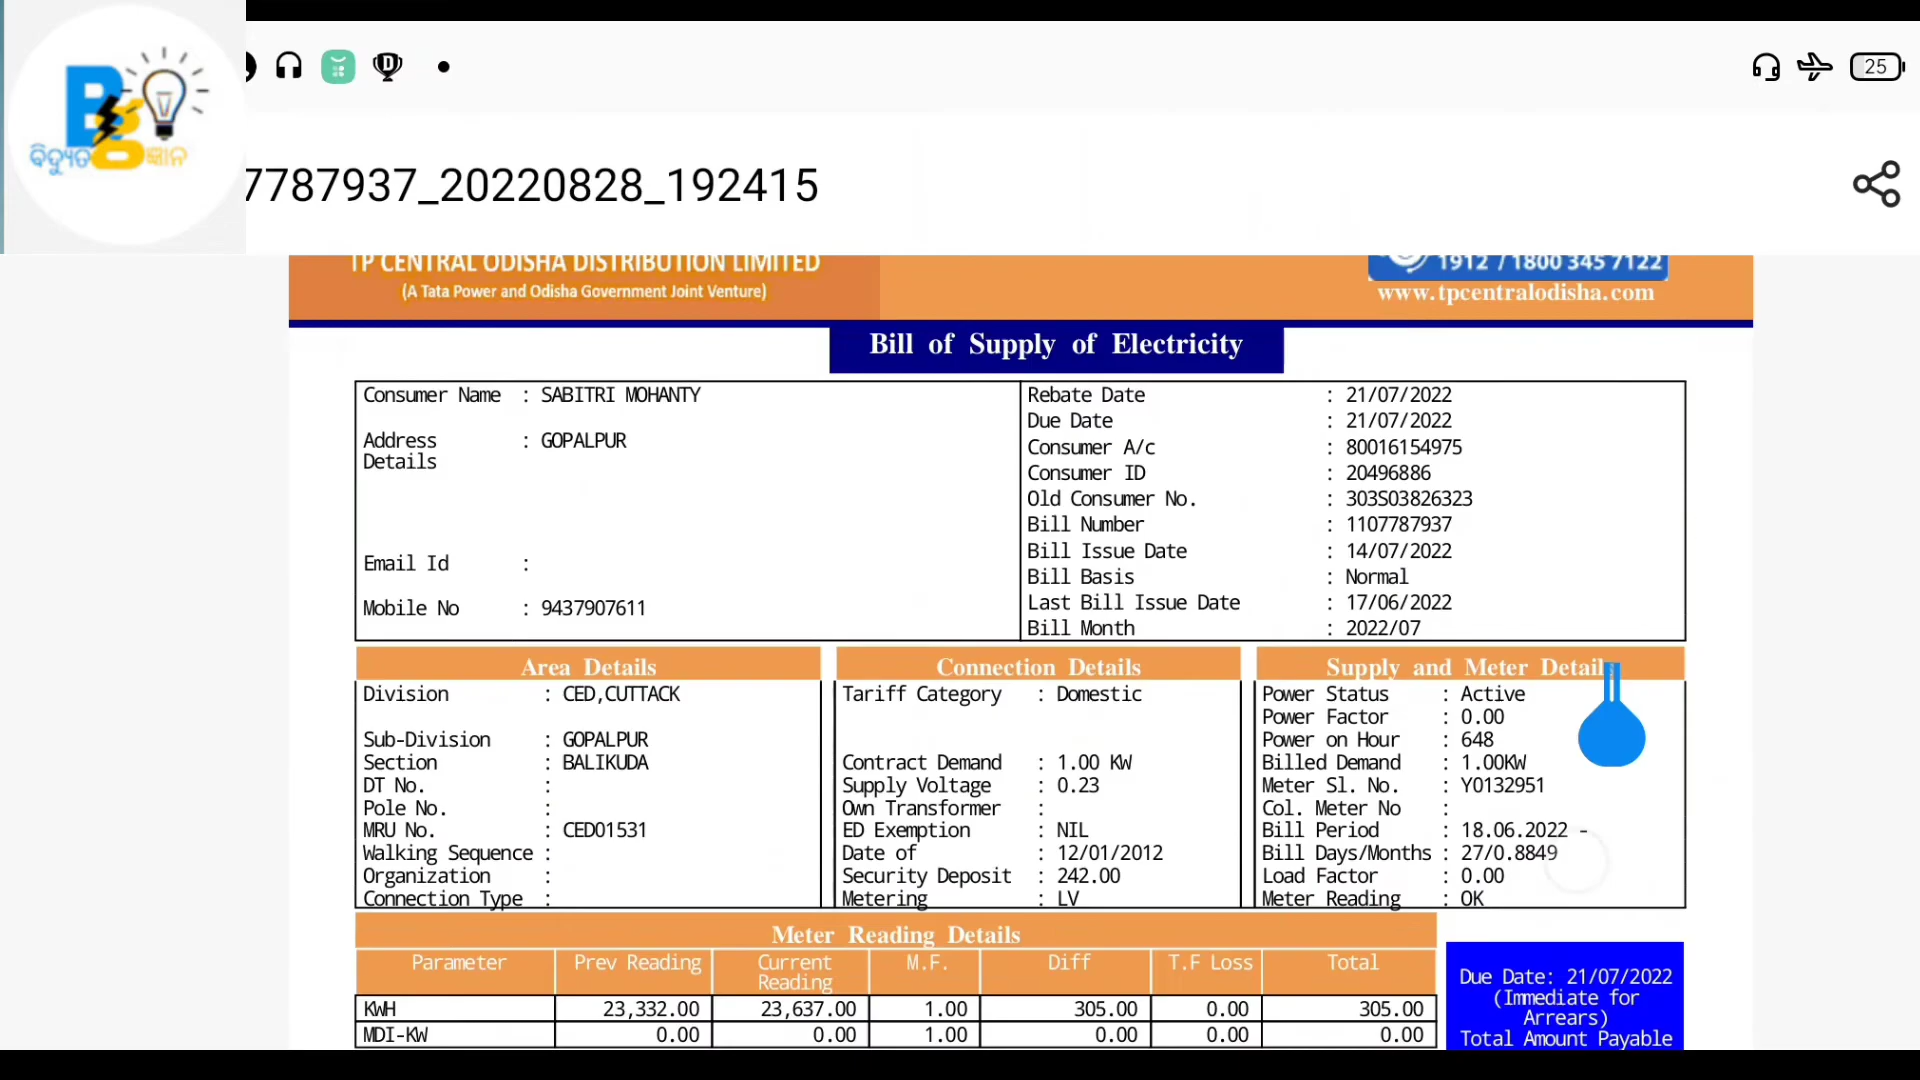 ବିଦ୍ୟୁତ ଜ୍ଞାନ
25
7787937_20220828_192415
TP CENTRAL ODISHA DISTRIBUTION LIMITED
(A Tata Power and Odisha Government Joint Venture)
1912 / 1800 345 7122
www.tpcentralodisha.com
Bill of Supply of Electricity
Consumer Name : SABITRI MOHANTY
Address Details : GOPALPUR
Email Id :
Mobile No : 9437907611
Rebate Date : 21/07/2022
Due Date : 21/07/2022
Consumer A/c : 80016154975
Consumer ID : 20496886
Old Consumer No. : 303S03826323
Bill Number : 1107787937
Bill Issue Date : 14/07/2022
Bill Basis : Normal
Last Bill Issue Date : 17/06/2022
Bill Month : 2022/07
Area Details
Division : CED,CUTTACK
Sub-Division : GOPALPUR
Section : BALIKUDA
DT No. :
Pole No. :
MRU No. : CED01531
Walking Sequence :
Organization :
Connection Type :
Connection Details
Tariff Category : Domestic
Contract Demand : 1.00 KW
Supply Voltage : 0.23
Own Transformer :
ED Exemption : NIL
Date of : 12/01/2012
Security Deposit : 242.00
Metering : LV
Supply and Meter Detail
Power Status : Active
Power Factor : 0.00
Power on Hour : 648
Billed Demand : 1.00KW
Meter Sl. No. : Y0132951
Col. Meter No :
Bill Period : 18.06.2022 -
Bill Days/Months : 27/0.8849
Load Factor : 0.00
Meter Reading : OK
Meter Reading Details
Parameter Prev Reading Current Reading M.F. Diff T.F Loss Total
KWH 23,332.00 23,637.00 1.00 305.00 0.00 305.00
MDI-KW 0.00 0.00 1.00 0.00 0.00 0.00
Due Date: 21/07/2022
(Immediate for
Arrears)
Total Amount Payable